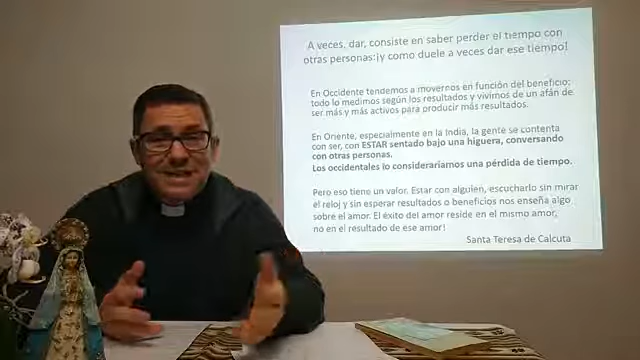 A veces, dar, consiste en saber perder el tiempo con
otras personas:¡y como duele a veces dar ese tiempo!
En Occidente tendemos a movernos en función del beneficio;
todo lo medimos según los resultados y vivimos de un afán de
ser más y más activos para producir más resultados.
En Oriente, especialmente en la India, la gente se contenta
con ser, con ESTAR sentado bajo una higuera, conversando
con otras personas.
Los occidentales lo consideraríamos una pérdida de tiempo.
Pero eso tiene un valor. Estar con alguien, escucharlo sin mirar
el reloj y sin esperar resultados o beneficios nos enseña algo
sobre el amor. El éxito del amor reside en el mismo amor,
no en el resultado de ese amor!
Santa Teresa de Calcuta